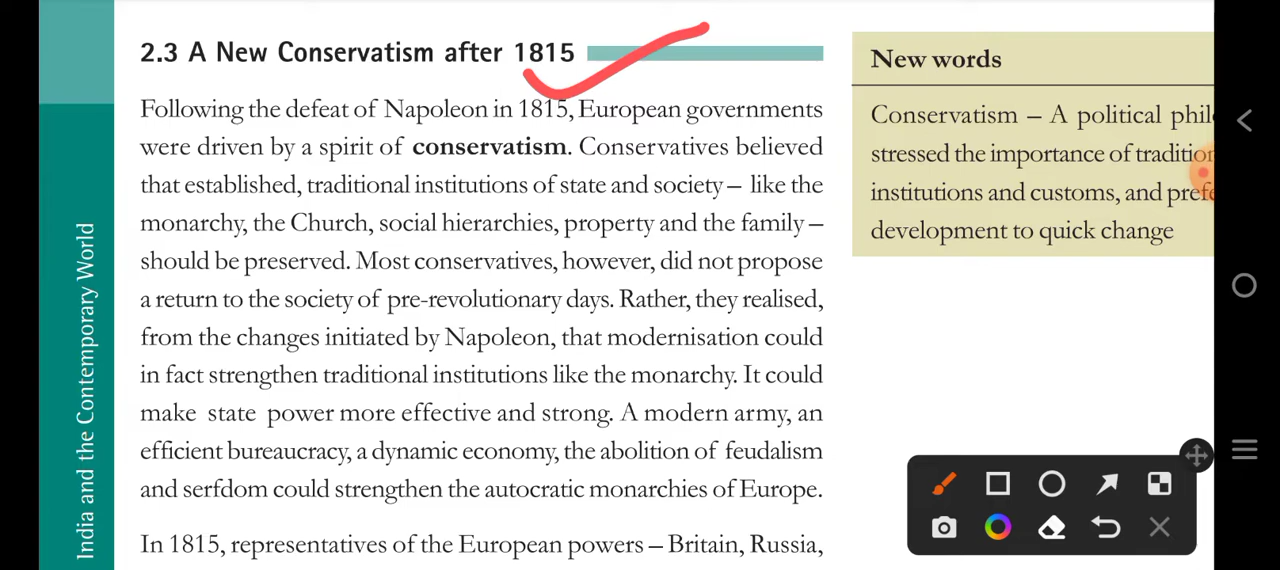 2.3 A New Conservatism after 1815
Following the defeat of Napoleon in 1815, European governments
were driven by a spirit of conservatism. Conservatives believed
that established, traditional institutions of state and society – like the
monarchy, the Church, social hierarchies, property and the family –
should be preserved. Most conservatives, however, did not propose
a return to the society of pre-revolutionary days. Rather, they realised,
from the changes initiated by Napoleon, that modernisation could
in fact strengthen traditional institutions like the monarchy. It could
make state power more effective and strong. A modern army, an
efficient bureaucracy, a dynamic economy, the abolition of feudalism
and serfdom could strengthen the autocratic monarchies of Europe.
In 1815, representatives of the European powers – Britain, Russia,
New words
Conservatism – A political
stressed the importance of
institutions and customs, and
development to quick change
India and the Contemporary World